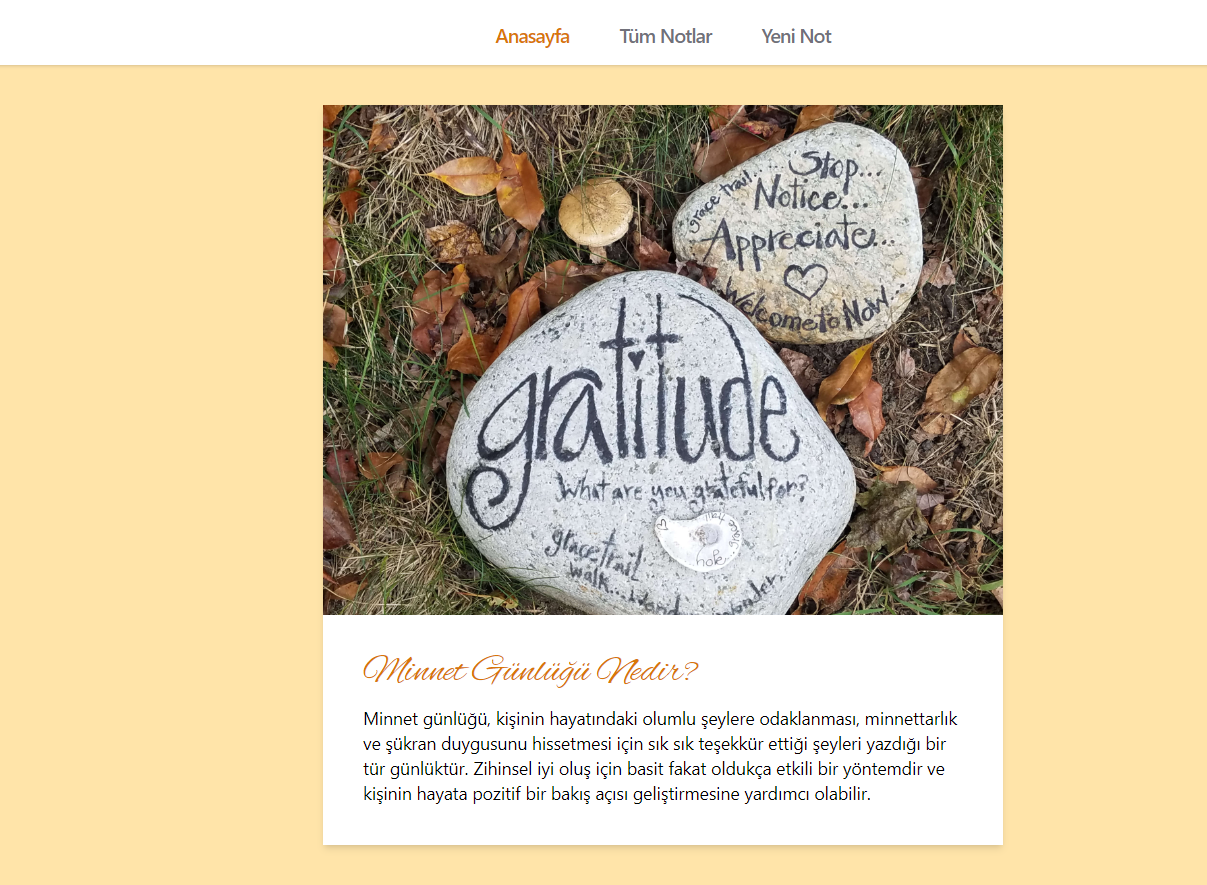 Anasayfa Tüm Notlar Yeni Not
grace trail...
Stop...
Notice...
Appreciate...
Welcome to Now
gratitude
What are you grateful for?
grace trail
walk...
Minnet Günlüğü Nedir?
Minnet günlüğü, kişinin hayatındaki olumlu şeylere odaklanması, minnettarlık
ve şükran duygusunu hissetmesi için sık sık teşekkür ettiği şeyleri yazdığı bir
tür günlüktür. Zihinsel iyi oluş için basit fakat oldukça etkili bir yöntemdir ve
kişinin hayata pozitif bir bakış açısı geliştirmesine yardımcı olabilir.